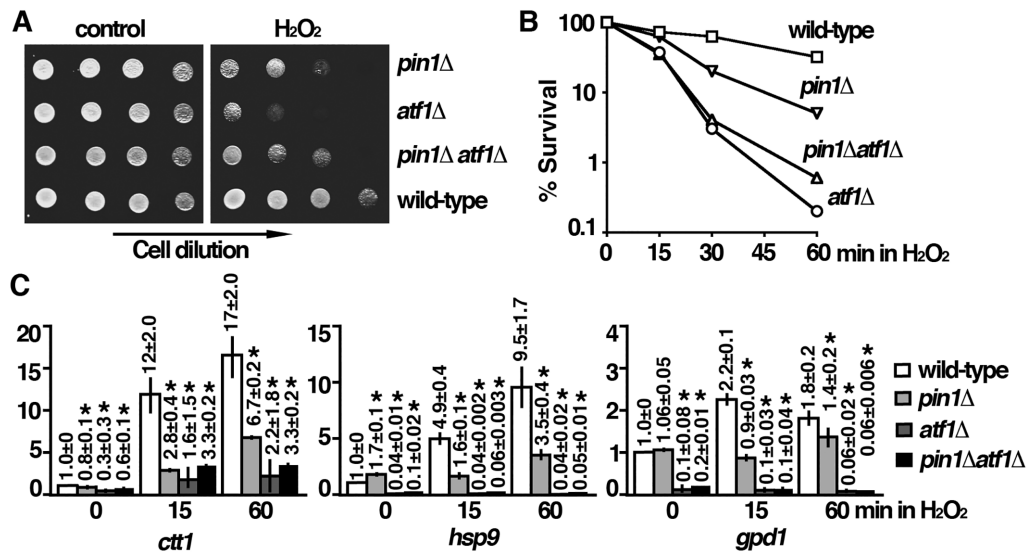 A
control
H2O2
pin1Δ
atf1Δ
pin1Δ atf1Δ
wild-type
Cell dilution
B
% Survival
100
10
1
0.1
wild-type
pin1Δ
pin1Δatf1Δ
atf1Δ
0 15 30 45 60 min in H2O2
C
20
15
10
5
0
1.0±0
0.8±0.1*
0.3±0.3*
0.6±0.1*
12±2.0
2.8±0.4*
1.6±1.5*
3.3±0.2*
17±2.0
6.7±0.2*
2.2±1.8*
3.3±0.2*
0 15 60
ctt1
15
10
5
0
1.0±0
1.7±0.1*
0.04±0.01*
0.1±0.02*
4.9±0.4
1.6±0.1*
0.04±0.002*
0.06±0.003*
9.5±1.7
3.5±0.4*
0.04±0.02*
0.05±0.01*
0 15 60
hsp9
4
3
2
1
0
1.0±0
1.06±0.05
0.1±0.08*
0.2±0.01*
2.2±0.1
0.9±0.03*
0.1±0.03*
0.1±0.04*
1.8±0.2
1.4±0.2*
0.06±0.02*
0.06±0.006*
0 15 60 min in H2O2
gpd1
wild-type
pin1Δ
atf1Δ
pin1Δatf1Δ